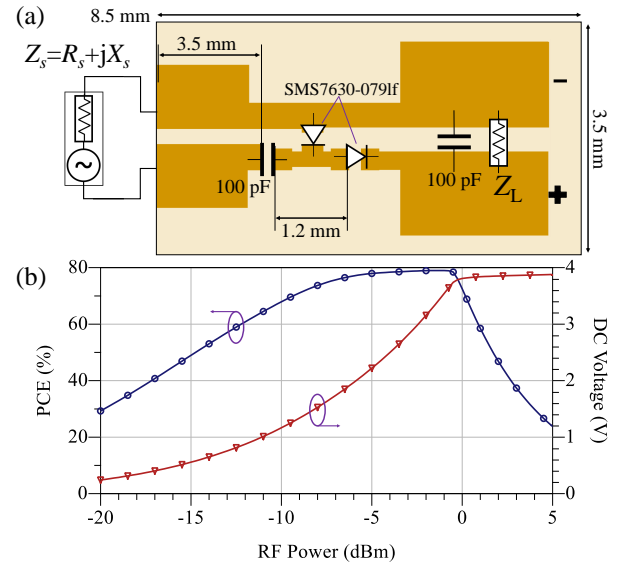 (a)
8.5 mm
3.5 mm
Zs=Rs+jXs
SMS7630-079lf
~
100 pF
1.2 mm
100 pF
ZL
-
+
3.5 mm
(b)
80
60
40
20
0
PCE (%)
4
3
2
1
0
DC Voltage (V)
-20
-15
-10
-5
0
5
RF Power (dBm)